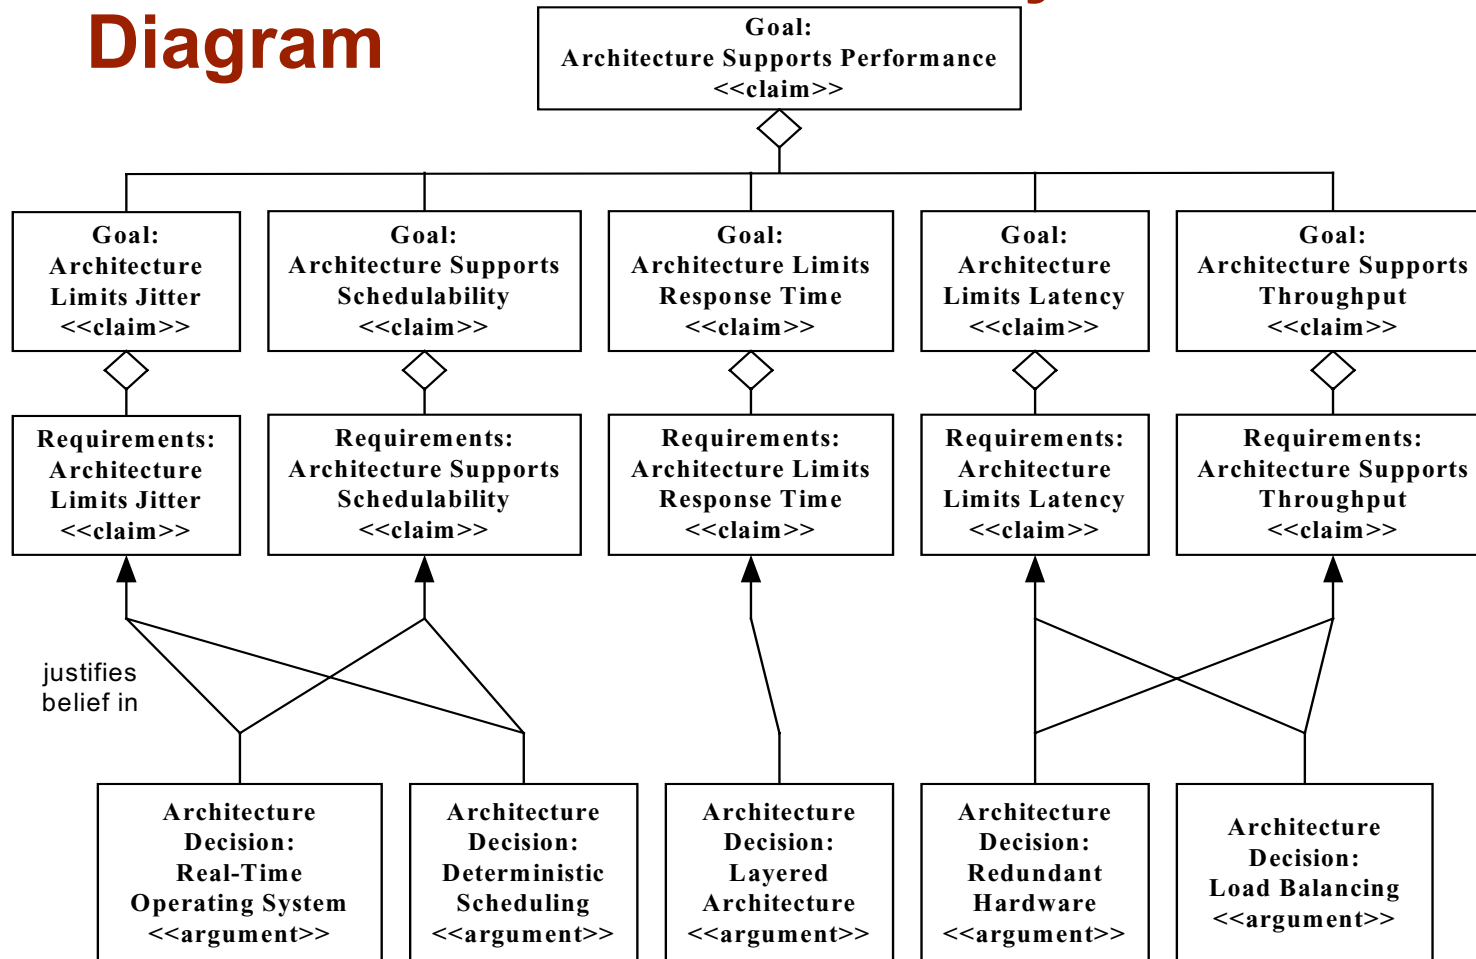 Diagram
Goal:
Architecture Supports Performance
<<claim>>
Goal:
Architecture
Limits Jitter
<<claim>>
Goal:
Architecture Supports
Schedulability
<<claim>>
Goal:
Architecture Limits
Response Time
<<claim>>
Goal:
Architecture
Limits Latency
<<claim>>
Goal:
Architecture Supports
Throughput
<<claim>>
Requirements:
Architecture
Limits Jitter
<<claim>>
Requirements:
Architecture Supports
Schedulability
<<claim>>
Requirements:
Architecture Limits
Response Time
<<claim>>
Requirements:
Architecture
Limits Latency
<<claim>>
Requirements:
Architecture Supports
Throughput
<<claim>>
justifies
belief in
Architecture
Decision:
Real-Time
Operating System
<<argument>>
Architecture
Decision:
Deterministic
Scheduling
<<argument>>
Architecture
Decision:
Layered
Architecture
<<argument>>
Architecture
Decision:
Redundant
Hardware
<<argument>>
Architecture
Decision:
Load Balancing
<<argument>>